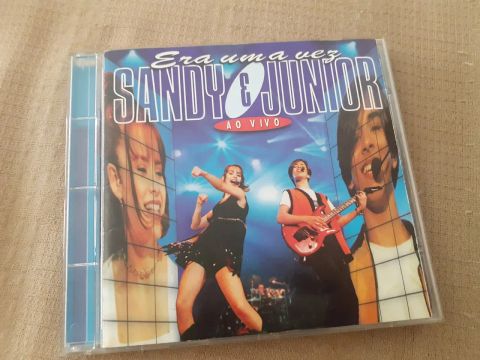 Era uma vez
SANDY & JUNIOR
AO VIVO